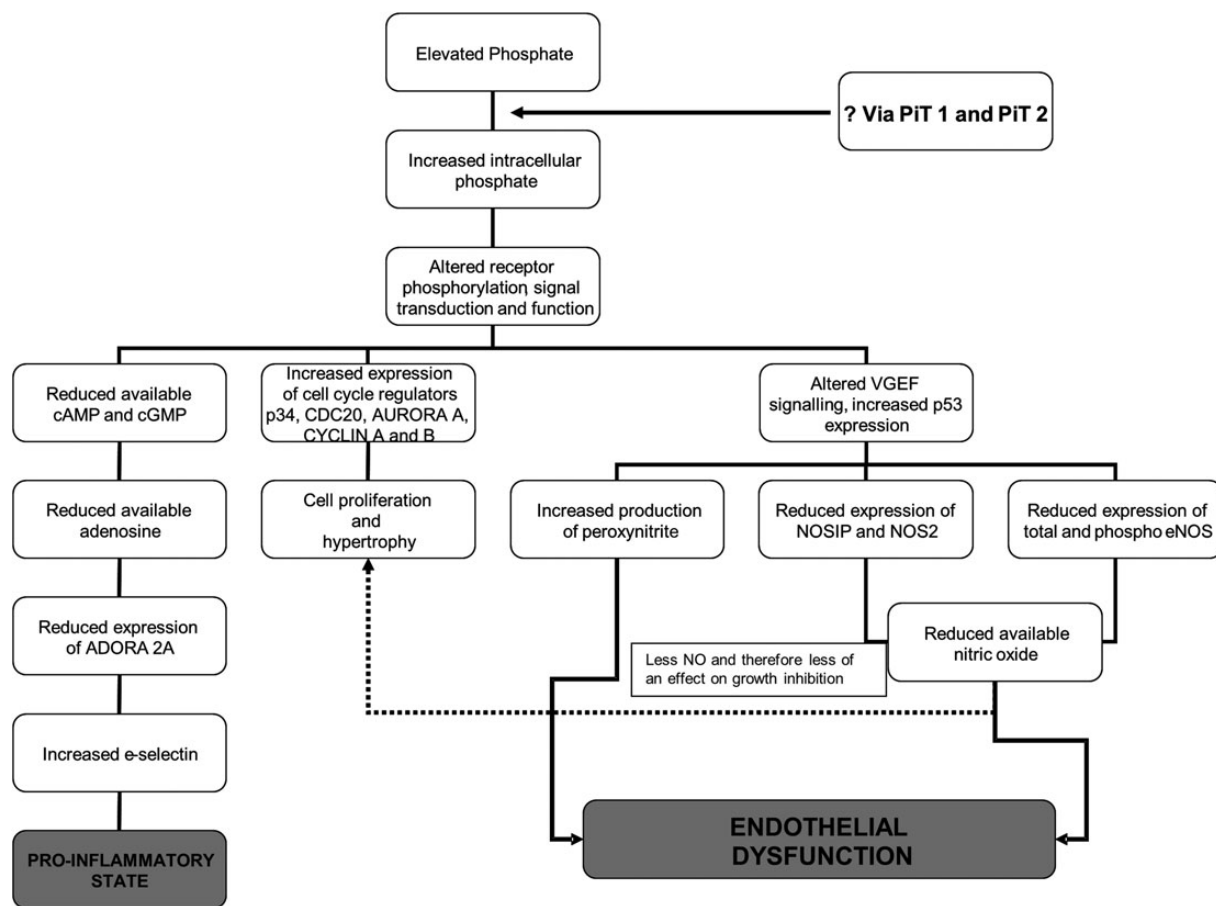 Elevated Phosphate
? Via PiT 1 and PiT 2
Increased intracellular
phosphate
Altered receptor
phosphorylation, signal
transduction and function
Reduced available
cAMP and cGMP
Increased expression
of cell cycle regulators
p34, CDC20, AURORA A,
CYCLIN A and B
Altered VGEF
signalling, increased p53
expression
Reduced available
adenosine
Cell proliferation
and
hypertrophy
Increased production
of peroxynitrite
Reduced expression of
NOSIP and NOS2
Reduced expression of
total and phospho eNOS
Reduced expression
of ADORA 2A
Less NO and therefore less of
an effect on growth inhibition
Reduced available
nitric oxide
Increased e-selectin
PRO-INFLAMMATORY
STATE
ENDOTHELIAL
DYSFUNCTION